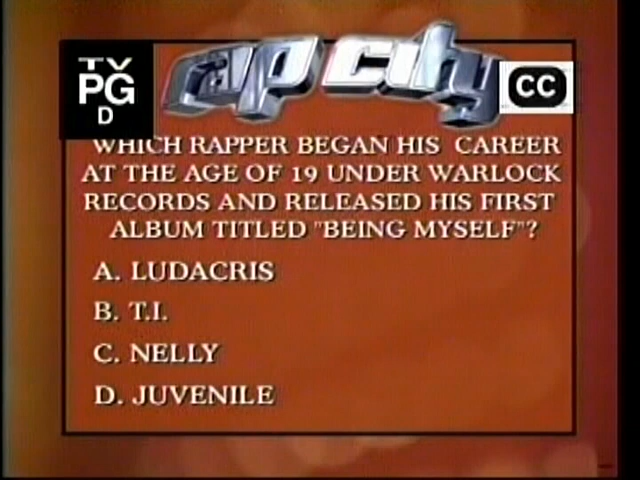 TV
PG
D
rap city
CC
WHICH RAPPER BEGAN HIS CAREER
AT THE AGE OF 19 UNDER WARLOCK
RECORDS AND RELEASED HIS FIRST
ALBUM TITLED "BEING MYSELF"?
A. LUDACRIS
B. T.I.
C. NELLY
D. JUVENILE